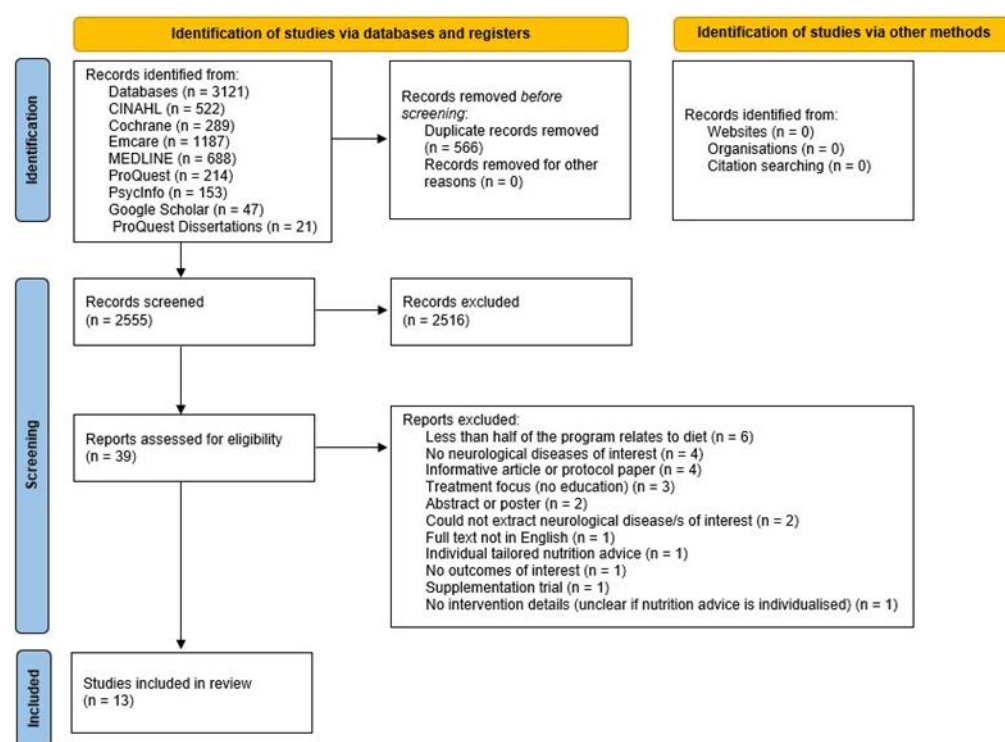 Identification of studies via databases and registers
Identification of studies via other methods
Identification
Records identified from:
Databases (n = 3121)
CINAHL (n = 522)
Cochrane (n = 289)
Emcare (n = 1187)
MEDLINE (n = 688)
ProQuest (n = 214)
PsycInfo (n = 153)
Google Scholar (n = 47)
ProQuest Dissertations (n = 21)
Records removed before
screening:
Duplicate records removed
(n = 566)
Records removed for other
reasons (n = 0)
Records identified from:
Websites (n = 0)
Organisations (n = 0)
Citation searching (n = 0)
Screening
Records screened
(n = 2555)
Records excluded
(n = 2516)
Reports assessed for eligibility
(n = 39)
Reports excluded:
Less than half of the program relates to diet (n = 6)
No neurological diseases of interest (n = 4)
Informative article or protocol paper (n = 4)
Treatment focus (no education) (n = 3)
Abstract or poster (n = 2)
Could not extract neurological disease/s of interest (n = 2)
Full text not in English (n = 1)
Individual tailored nutrition advice (n = 1)
No outcomes of interest (n = 1)
Supplementation trial (n = 1)
No intervention details (unclear if nutrition advice is individualised) (n = 1)
Included
Studies included in review
(n = 13)